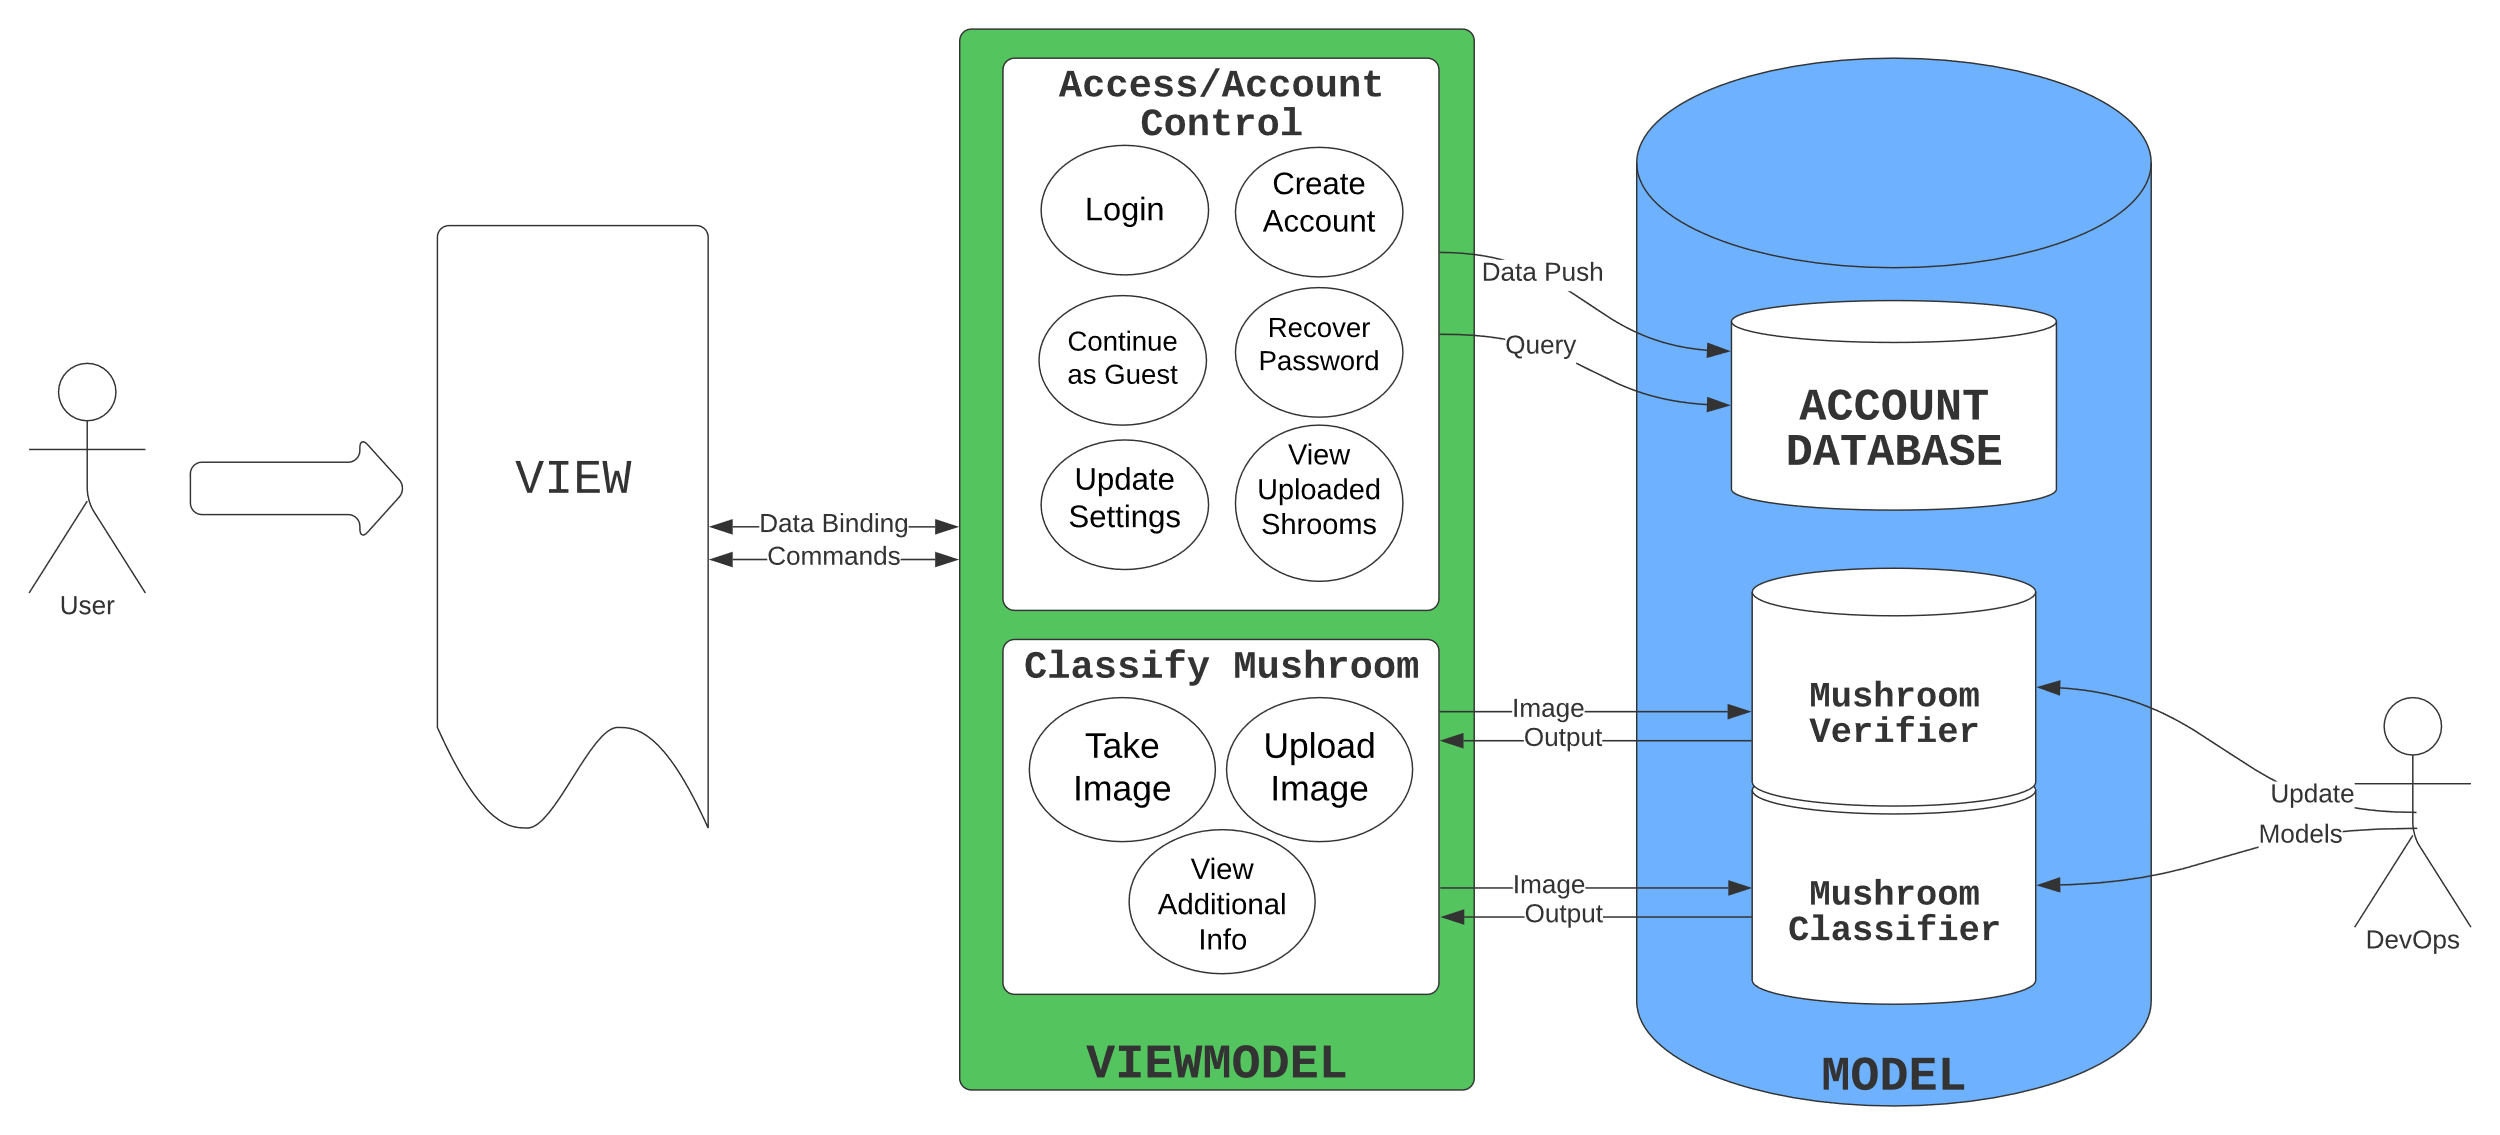 User
VIEW
Data Binding
Commands
Access/Account
Control
Login
Create
Account
Continue
as Guest
Recover
Password
Update
Settings
View
Uploaded
Shrooms
Classify Mushroom
Take
Image
Upload
Image
View
Additional
Info
VIEWMODEL
Data Push
Query
Image
Output
Image
Output
ACCOUNT
DATABASE
Mushroom
Verifier
Mushroom
Classifier
MODEL
Update
Models
DevOps